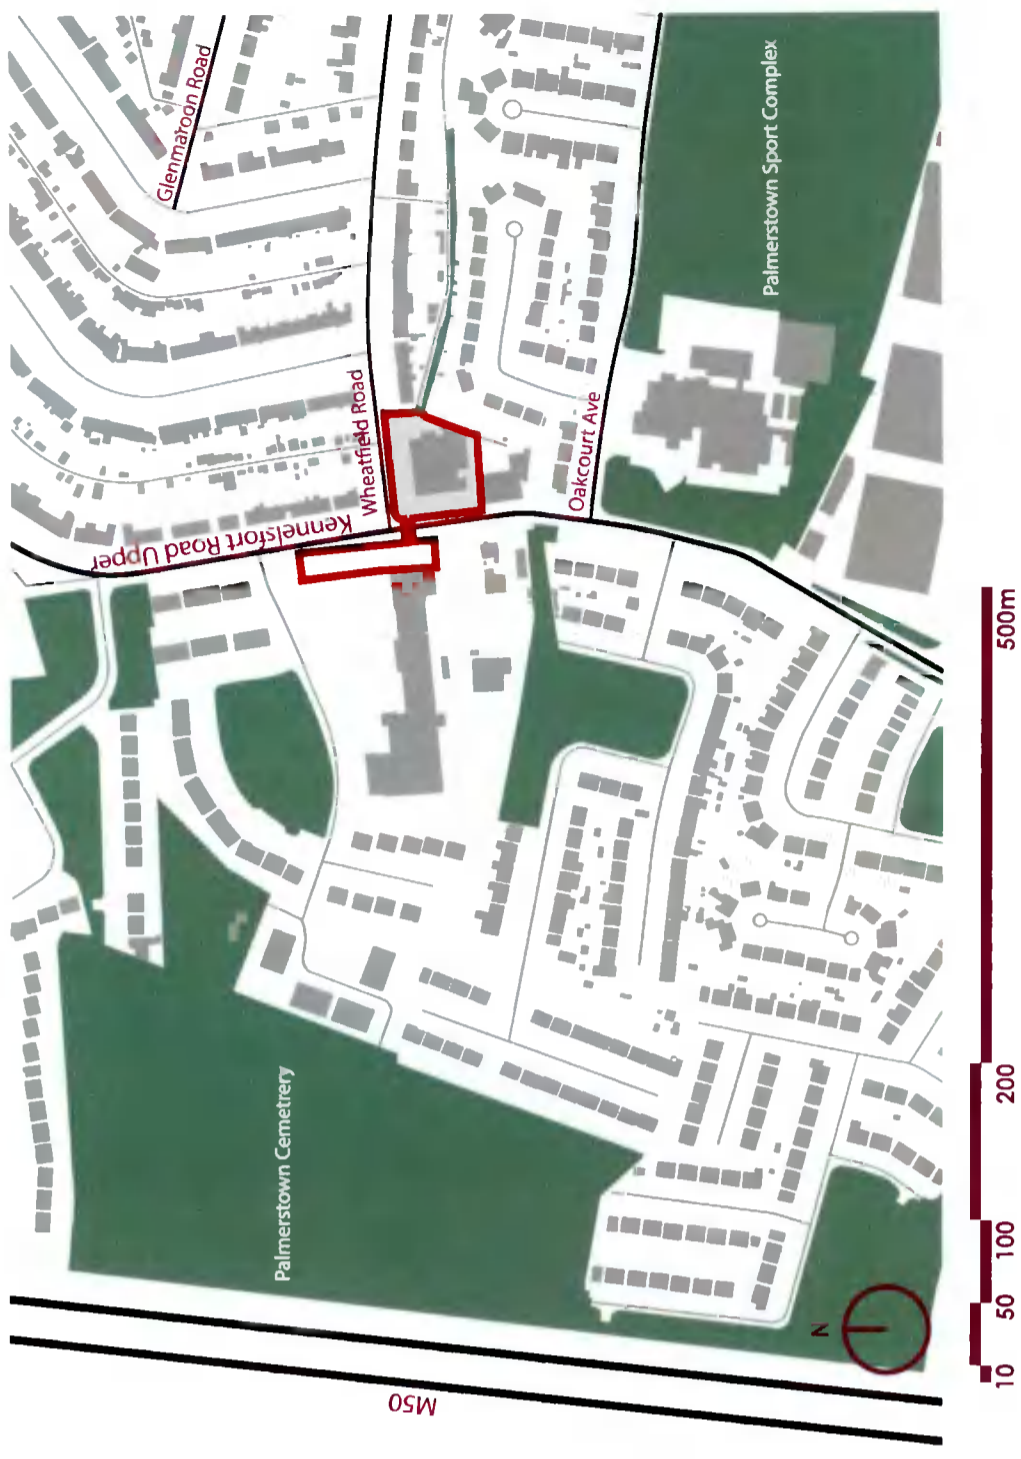 Glenmaroon Road
Palmerstown Sport Complex
Wheatfield Road
Kennelsfort Road Upper
Oakcourt Ave
Palmerstown Cemetrery
M50
N
10
50
100
200
500m